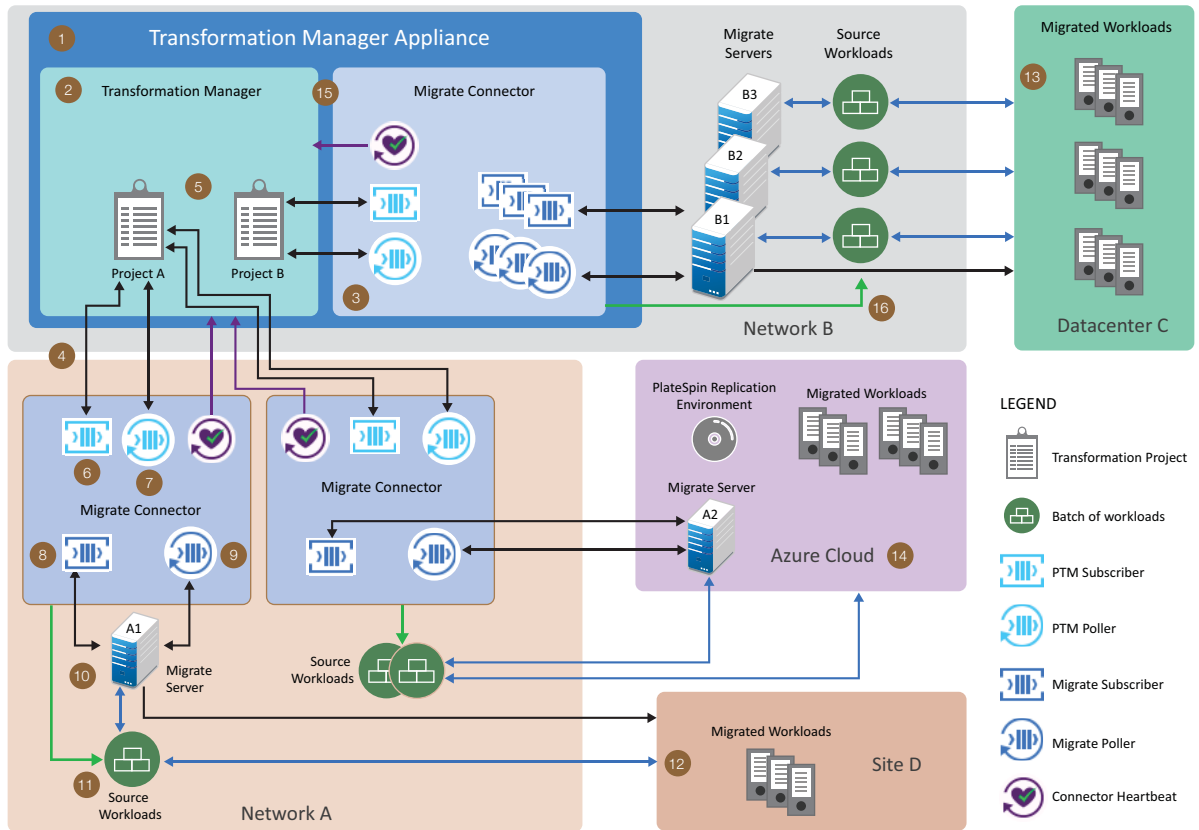 1
Transformation Manager Appliance
2
Transformation Manager
15
Migrate Connector
5
Project A
Project B
3
Migrate
Servers
Source
Workloads
B3
B2
B1
16
Network B
Migrated Workloads
13
Datacenter C
4
6
7
Migrate Connector
8
9
Migrate Connector
A1
10
Migrate
Server
Source
Workloads
11
Source
Workloads
Network A
PlateSpin Replication
Environment
Migrated Workloads
Migrate Server
A2
Azure Cloud
14
Migrated Workloads
12
Site D
LEGEND
Transformation Project
Batch of workloads
PTM Subscriber
PTM Poller
Migrate Subscriber
Migrate Poller
Connector Heartbeat